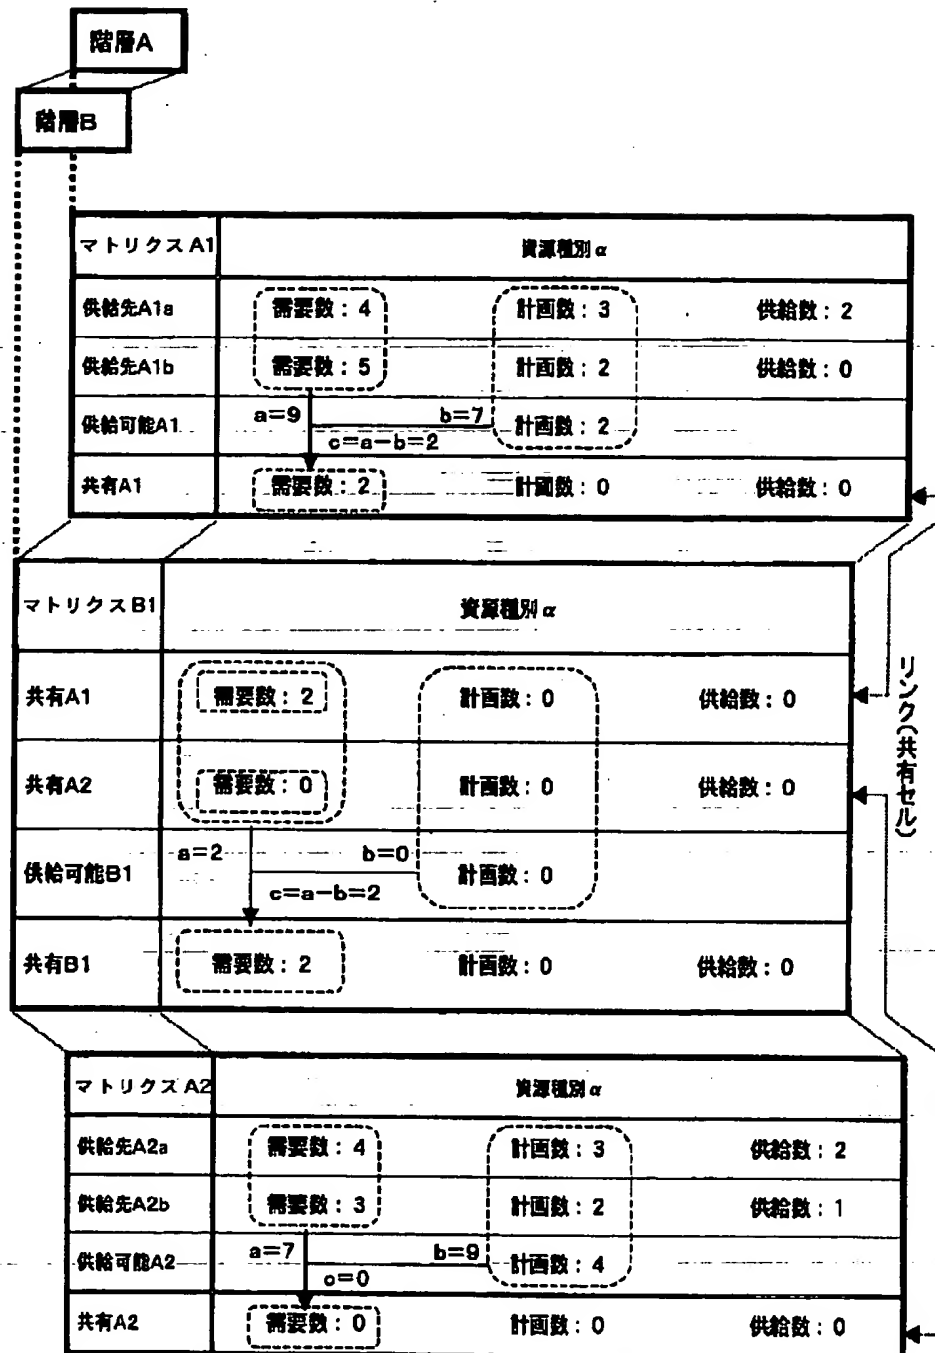 階層A
階層B
マトリクスA1 資源種別α
供給先A1a 需要数:4 計画数:3 供給数:2
供給先A1b 需要数:5 計画数:2 供給数:0
供給可能A1 a=9 b=7 計画数:2
c=a−b=2
共有A1 需要数:2 計画数:0 供給数:0
マトリクスB1 資源種別α
共有A1 需要数:2 計画数:0 供給数:0
共有A2 需要数:0 計画数:0 供給数:0
供給可能B1 a=2 b=0 計画数:0
c=a−b=2
共有B1 需要数:2 計画数:0 供給数:0
リンク(共有セル)
マトリクスA2 資源種別α
供給先A2a 需要数:4 計画数:3 供給数:2
供給先A2b 需要数:3 計画数:2 供給数:1
供給可能A2 a=7 b=9 計画数:4
c=0
共有A2 需要数:0 計画数:0 供給数:0